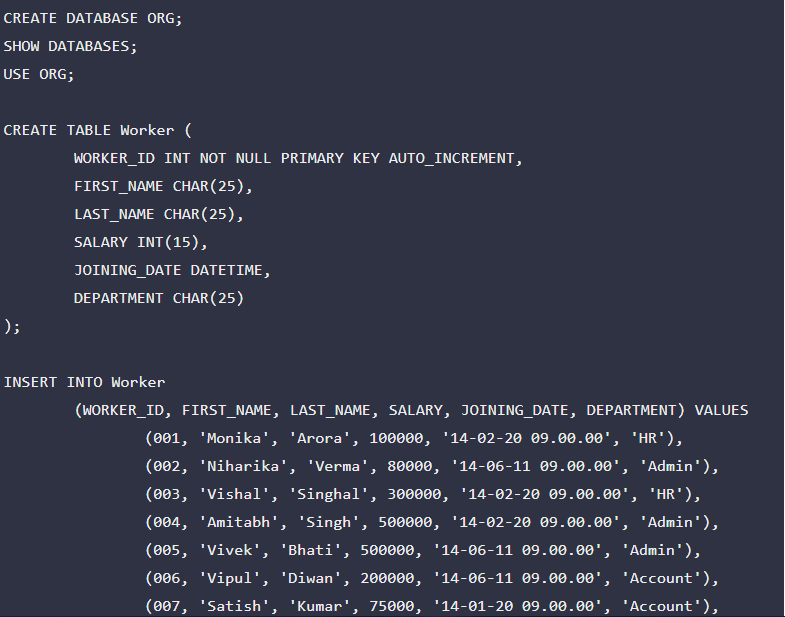 CREATE DATABASE ORG;
SHOW DATABASES;
USE ORG;
CREATE TABLE Worker (
WORKER_ID INT NOT NULL PRIMARY KEY AUTO_INCREMENT,
FIRST_NAME CHAR(25),
LAST_NAME CHAR(25),
SALARY INT(15),
JOINING_DATE DATETIME,
DEPARTMENT CHAR(25)
);
INSERT INTO Worker
(WORKER_ID, FIRST_NAME, LAST_NAME, SALARY, JOINING_DATE, DEPARTMENT) VALUES
(001, 'Monika', 'Arora', 100000, '14-02-20 09.00.00', 'HR'),
(002, 'Niharika', 'Verma', 80000, '14-06-11 09.00.00', 'Admin'),
(003, 'Vishal', 'Singhal', 300000, '14-02-20 09.00.00', 'HR'),
(004, 'Amitabh', 'Singh', 500000, '14-02-20 09.00.00', 'Admin'),
(005, 'Vivek', 'Bhati', 500000, '14-06-11 09.00.00', 'Admin'),
(006, 'Vipul', 'Diwan', 200000, '14-06-11 09.00.00', 'Account'),
(007, 'Satish', 'Kumar', 75000, '14-01-20 09.00.00', 'Account'),